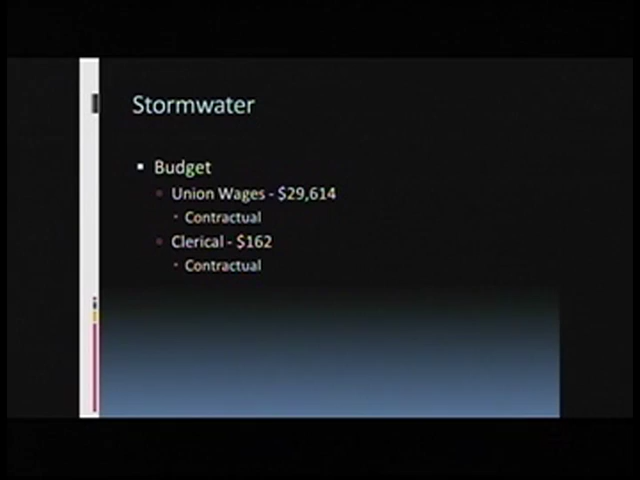 Stormwater
Budget
Union Wages - $29,614
Contractual
Clerical - $162
Contractual